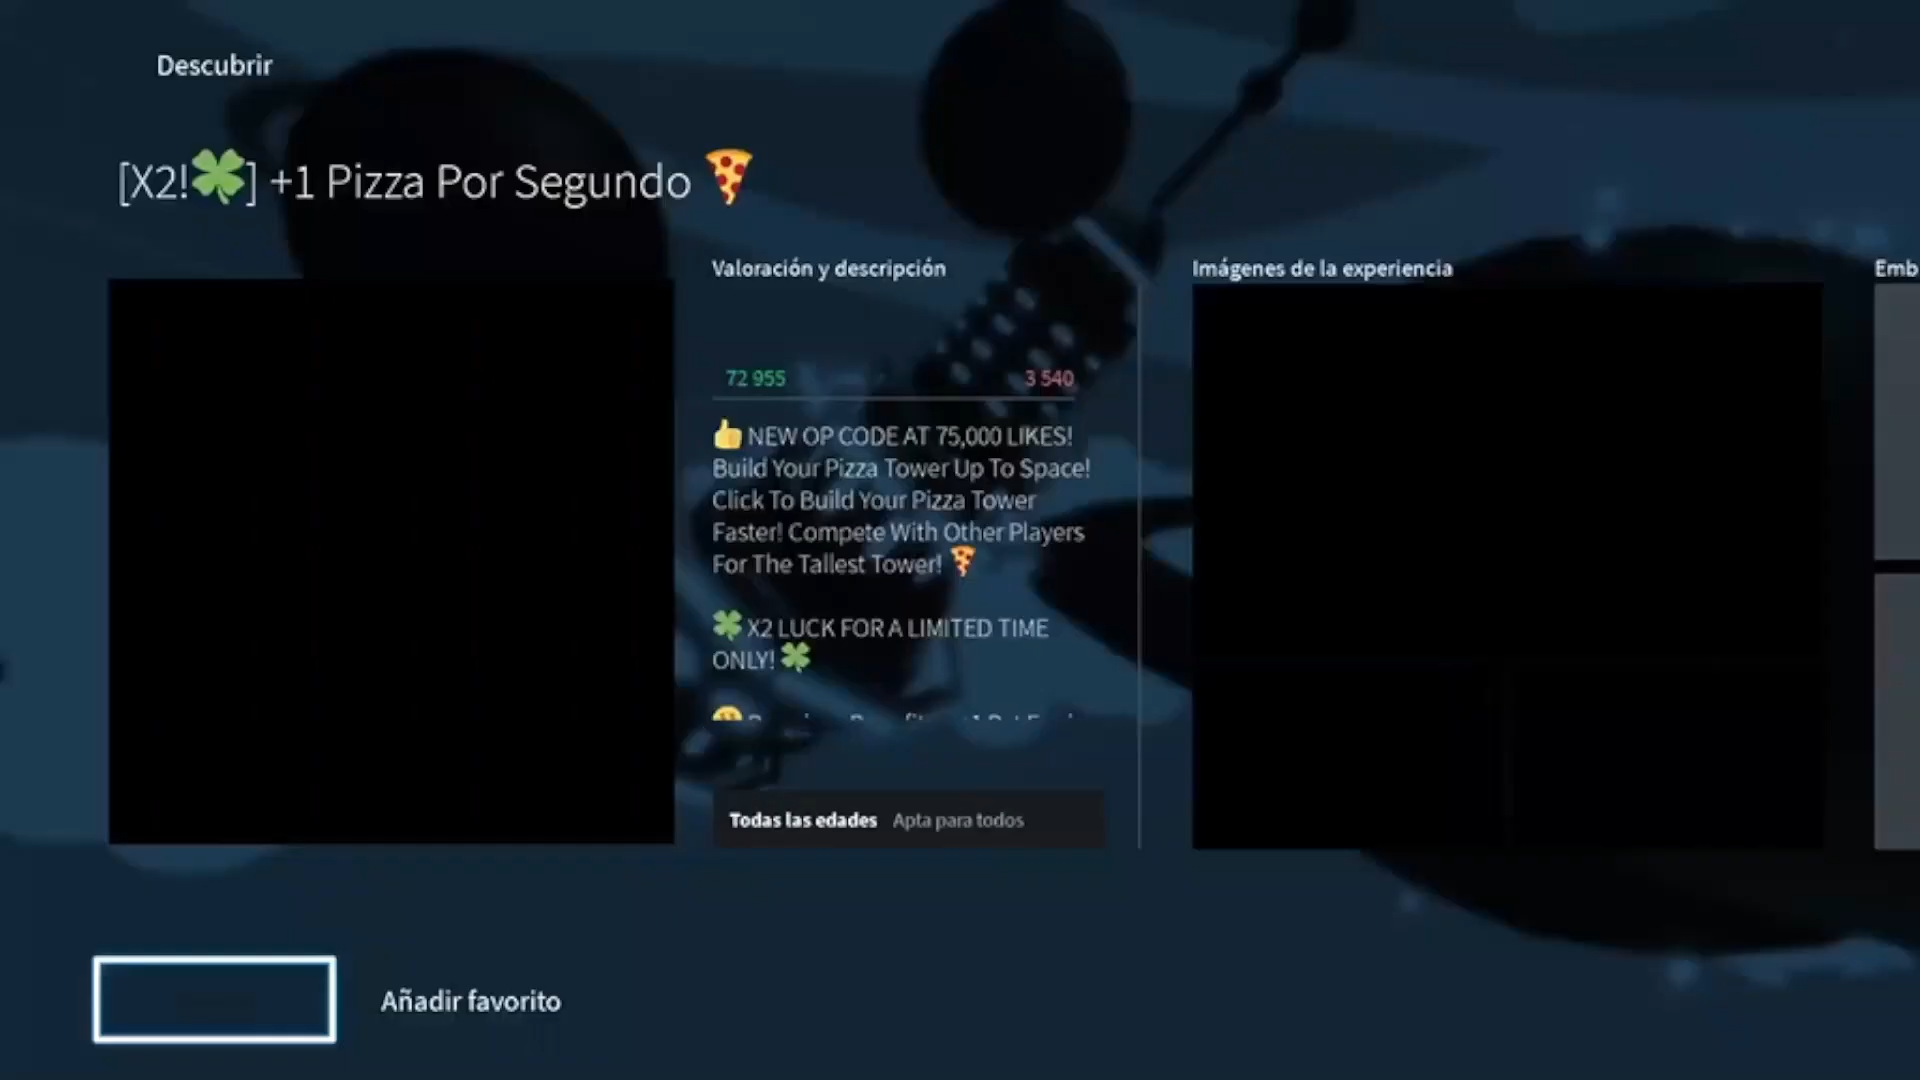 Descubrir
[X2!🍀] +1 Pizza Por Segundo 🍕
Valoración y descripción
Imágenes de la experiencia
Emb
72 955
3 540
👍 NEW OP CODE AT 75,000 LIKES!
Build Your Pizza Tower Up To Space!
Click To Build Your Pizza Tower
Faster! Compete With Other Players
For The Tallest Tower! 🍕
🍀 X2 LUCK FOR A LIMITED TIME
ONLY! 🍀
Todas las edades Apta para todos
Añadir favorito